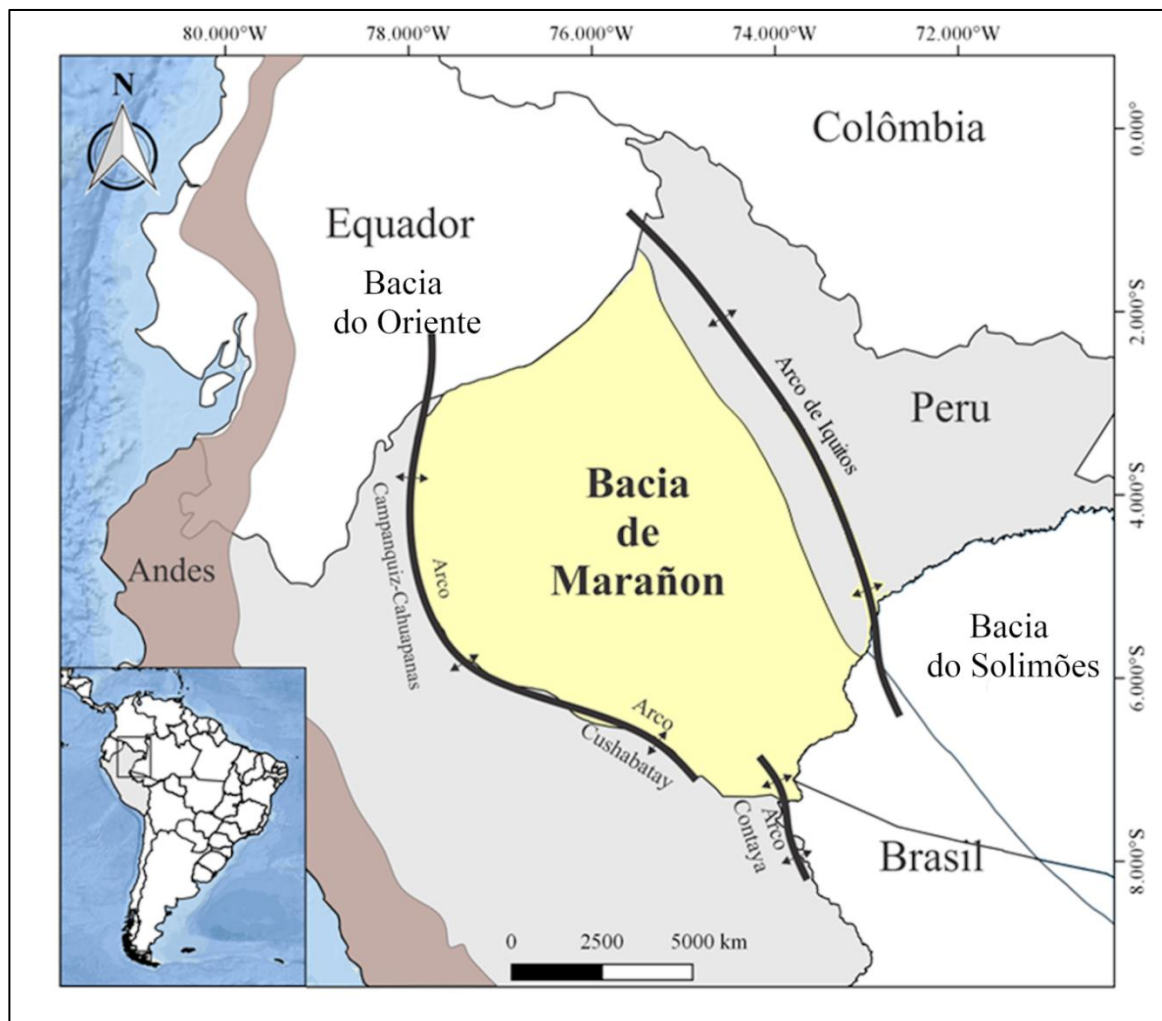 80.000°W
78.000°W
76.000°W
74.000°W
72.000°W
N
Colômbia
0.000°
Equador
Bacia
do Oriente
2.000°S
Arco de Iquitos
Peru
Bacia
de
Marañon
4.000°S
Arco
Campanquiz-Cahuapanas
Andes
Bacia
do Solimões
6.000°S
Arco
Cushabatay
Arco
Contaya
Brasil
8.000°S
0
2500
5000 km